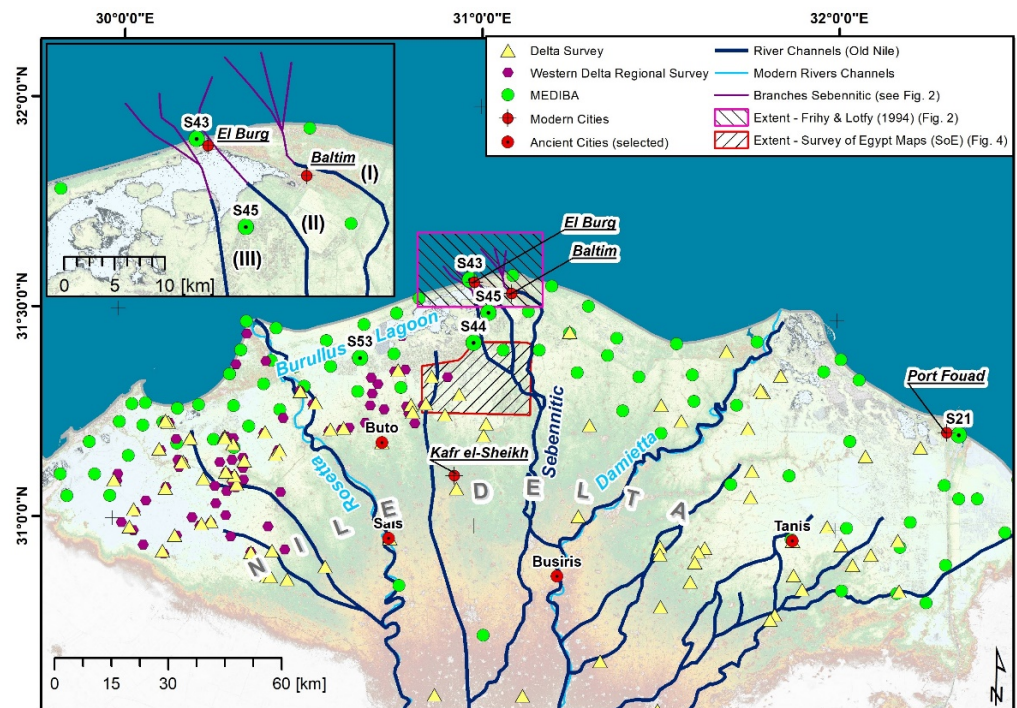 30°0'0"E
31°0'0"E
32°0'0"E
32°0'0"N
31°30'0"N
31°0'0"N
Delta Survey
Western Delta Regional Survey
MEDIBA
Modern Cities
Ancient Cities (selected)
River Channels (Old Nile)
Modern Rivers Channels
Branches Sebennitic (see Fig. 2)
Extent - Frihy & Lotfy (1994) (Fig. 2)
Extent - Survey of Egypt Maps (SoE) (Fig. 4)
S43
El Burg
Baltim
(I)
S45
(II)
(III)
0 5 10 [km]
El Burg
S43
Baltim
S45
S44
Burullus Lagoon
S53
Port Fouad
S21
Buto
Sebennitic
Kafr el-Sheikh
Damietta
Rosetta
NILE DELTA
Sais
Tanis
Busiris
0 15 30 60 [km]
N